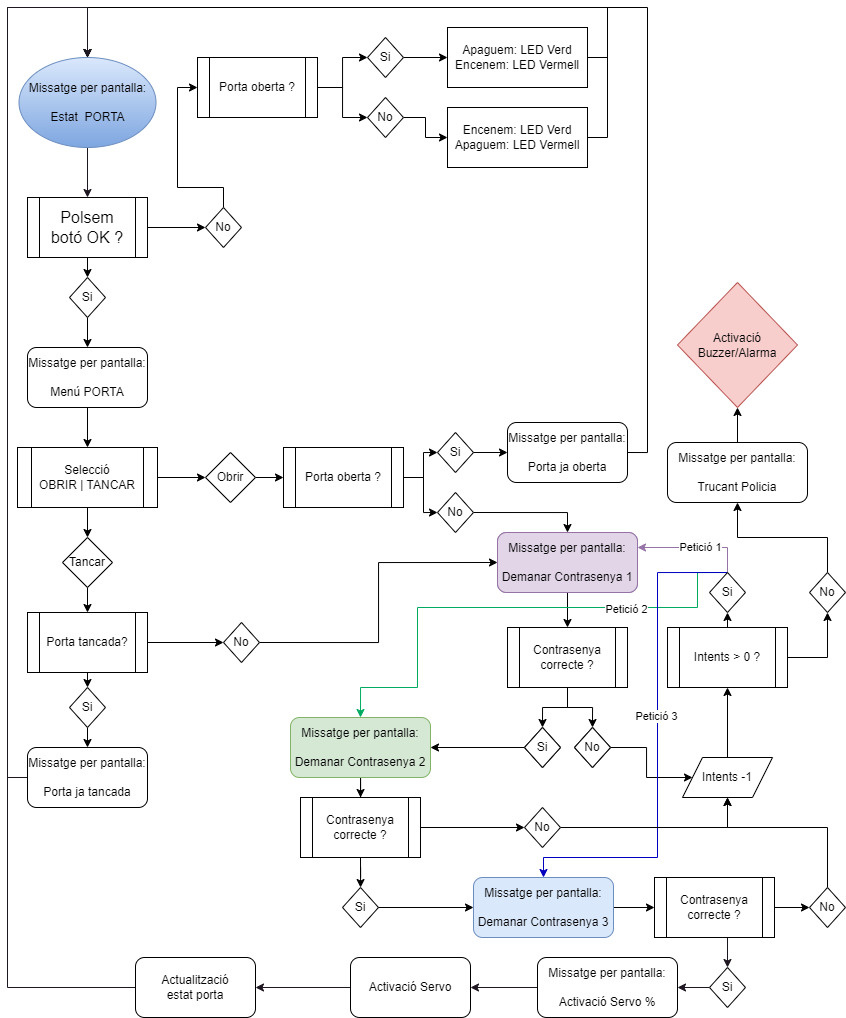 Missatge per pantalla:
Estat  PORTA
Porta oberta ?
Si
Apaguem: LED Verd
Encenem: LED Vermell
No
Encenem: LED Verd
Apaguem: LED Vermell
Polsem
botó OK ?
No
Si
Missatge per pantalla:
Menú PORTA
Activació
Buzzer/Alarma
Selecció
OBRIR | TANCAR
Obrir
Porta oberta ?
Si
Missatge per pantalla:
Porta ja oberta
No
Missatge per pantalla:
Trucant Policia
Tancar
Missatge per pantalla:
Demanar Contrasenya 1
Petició 1
Si
No
Petició 2
Porta tancada?
No
Contrasenya
correcte ?
Intents > 0 ?
Si
Petició 3
Missatge per pantalla:
Demanar Contrasenya 2
Si
No
Missatge per pantalla:
Porta ja tancada
Intents -1
Contrasenya
correcte ?
No
Si
Missatge per pantalla:
Demanar Contrasenya 3
Contrasenya
correcte ?
No
Actualització
estat porta
Activació Servo
Missatge per pantalla:
Activació Servo %
Si